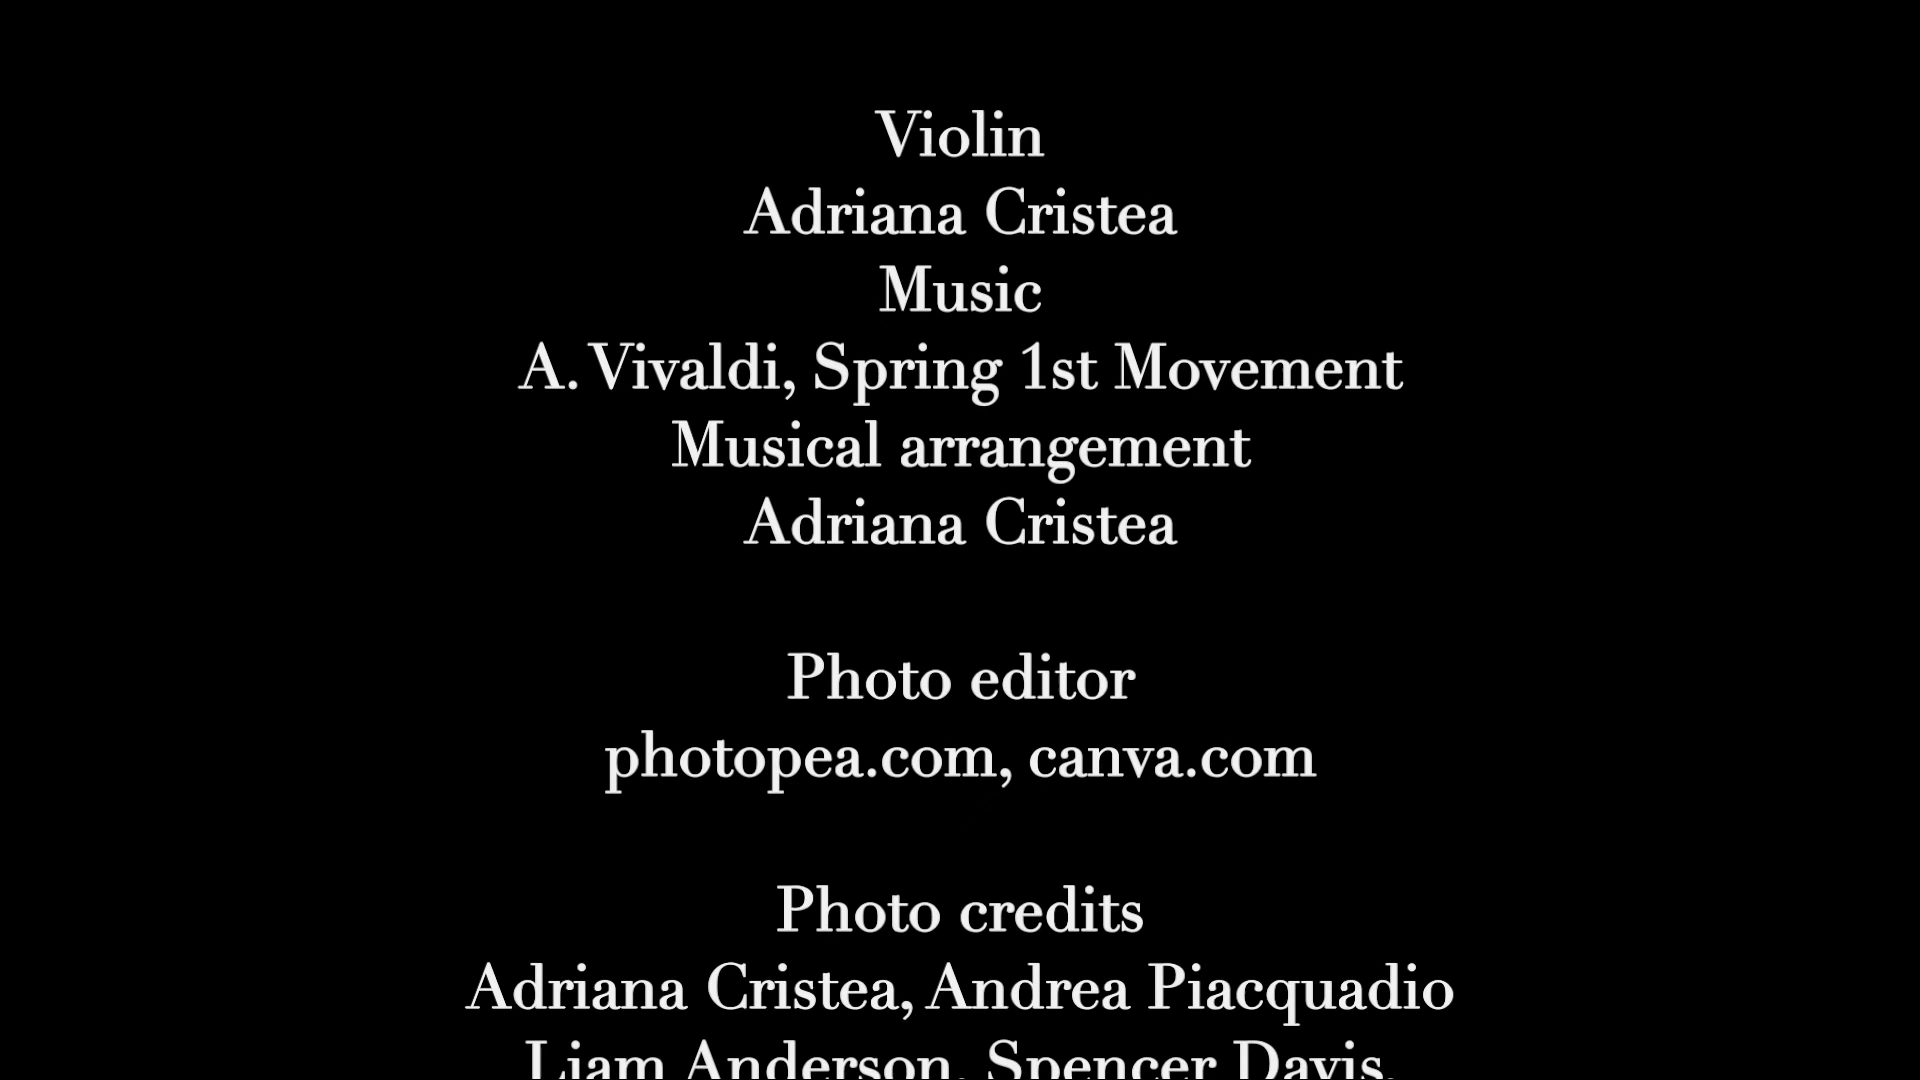 Violin
Adriana Cristea
Music
A. Vivaldi, Spring 1st Movement
Musical arrangement
Adriana Cristea
Photo editor
photopea.com, canva.com
Photo credits
Adriana Cristea, Andrea Piacquadio
Liam Anderson, Spencer Davis,